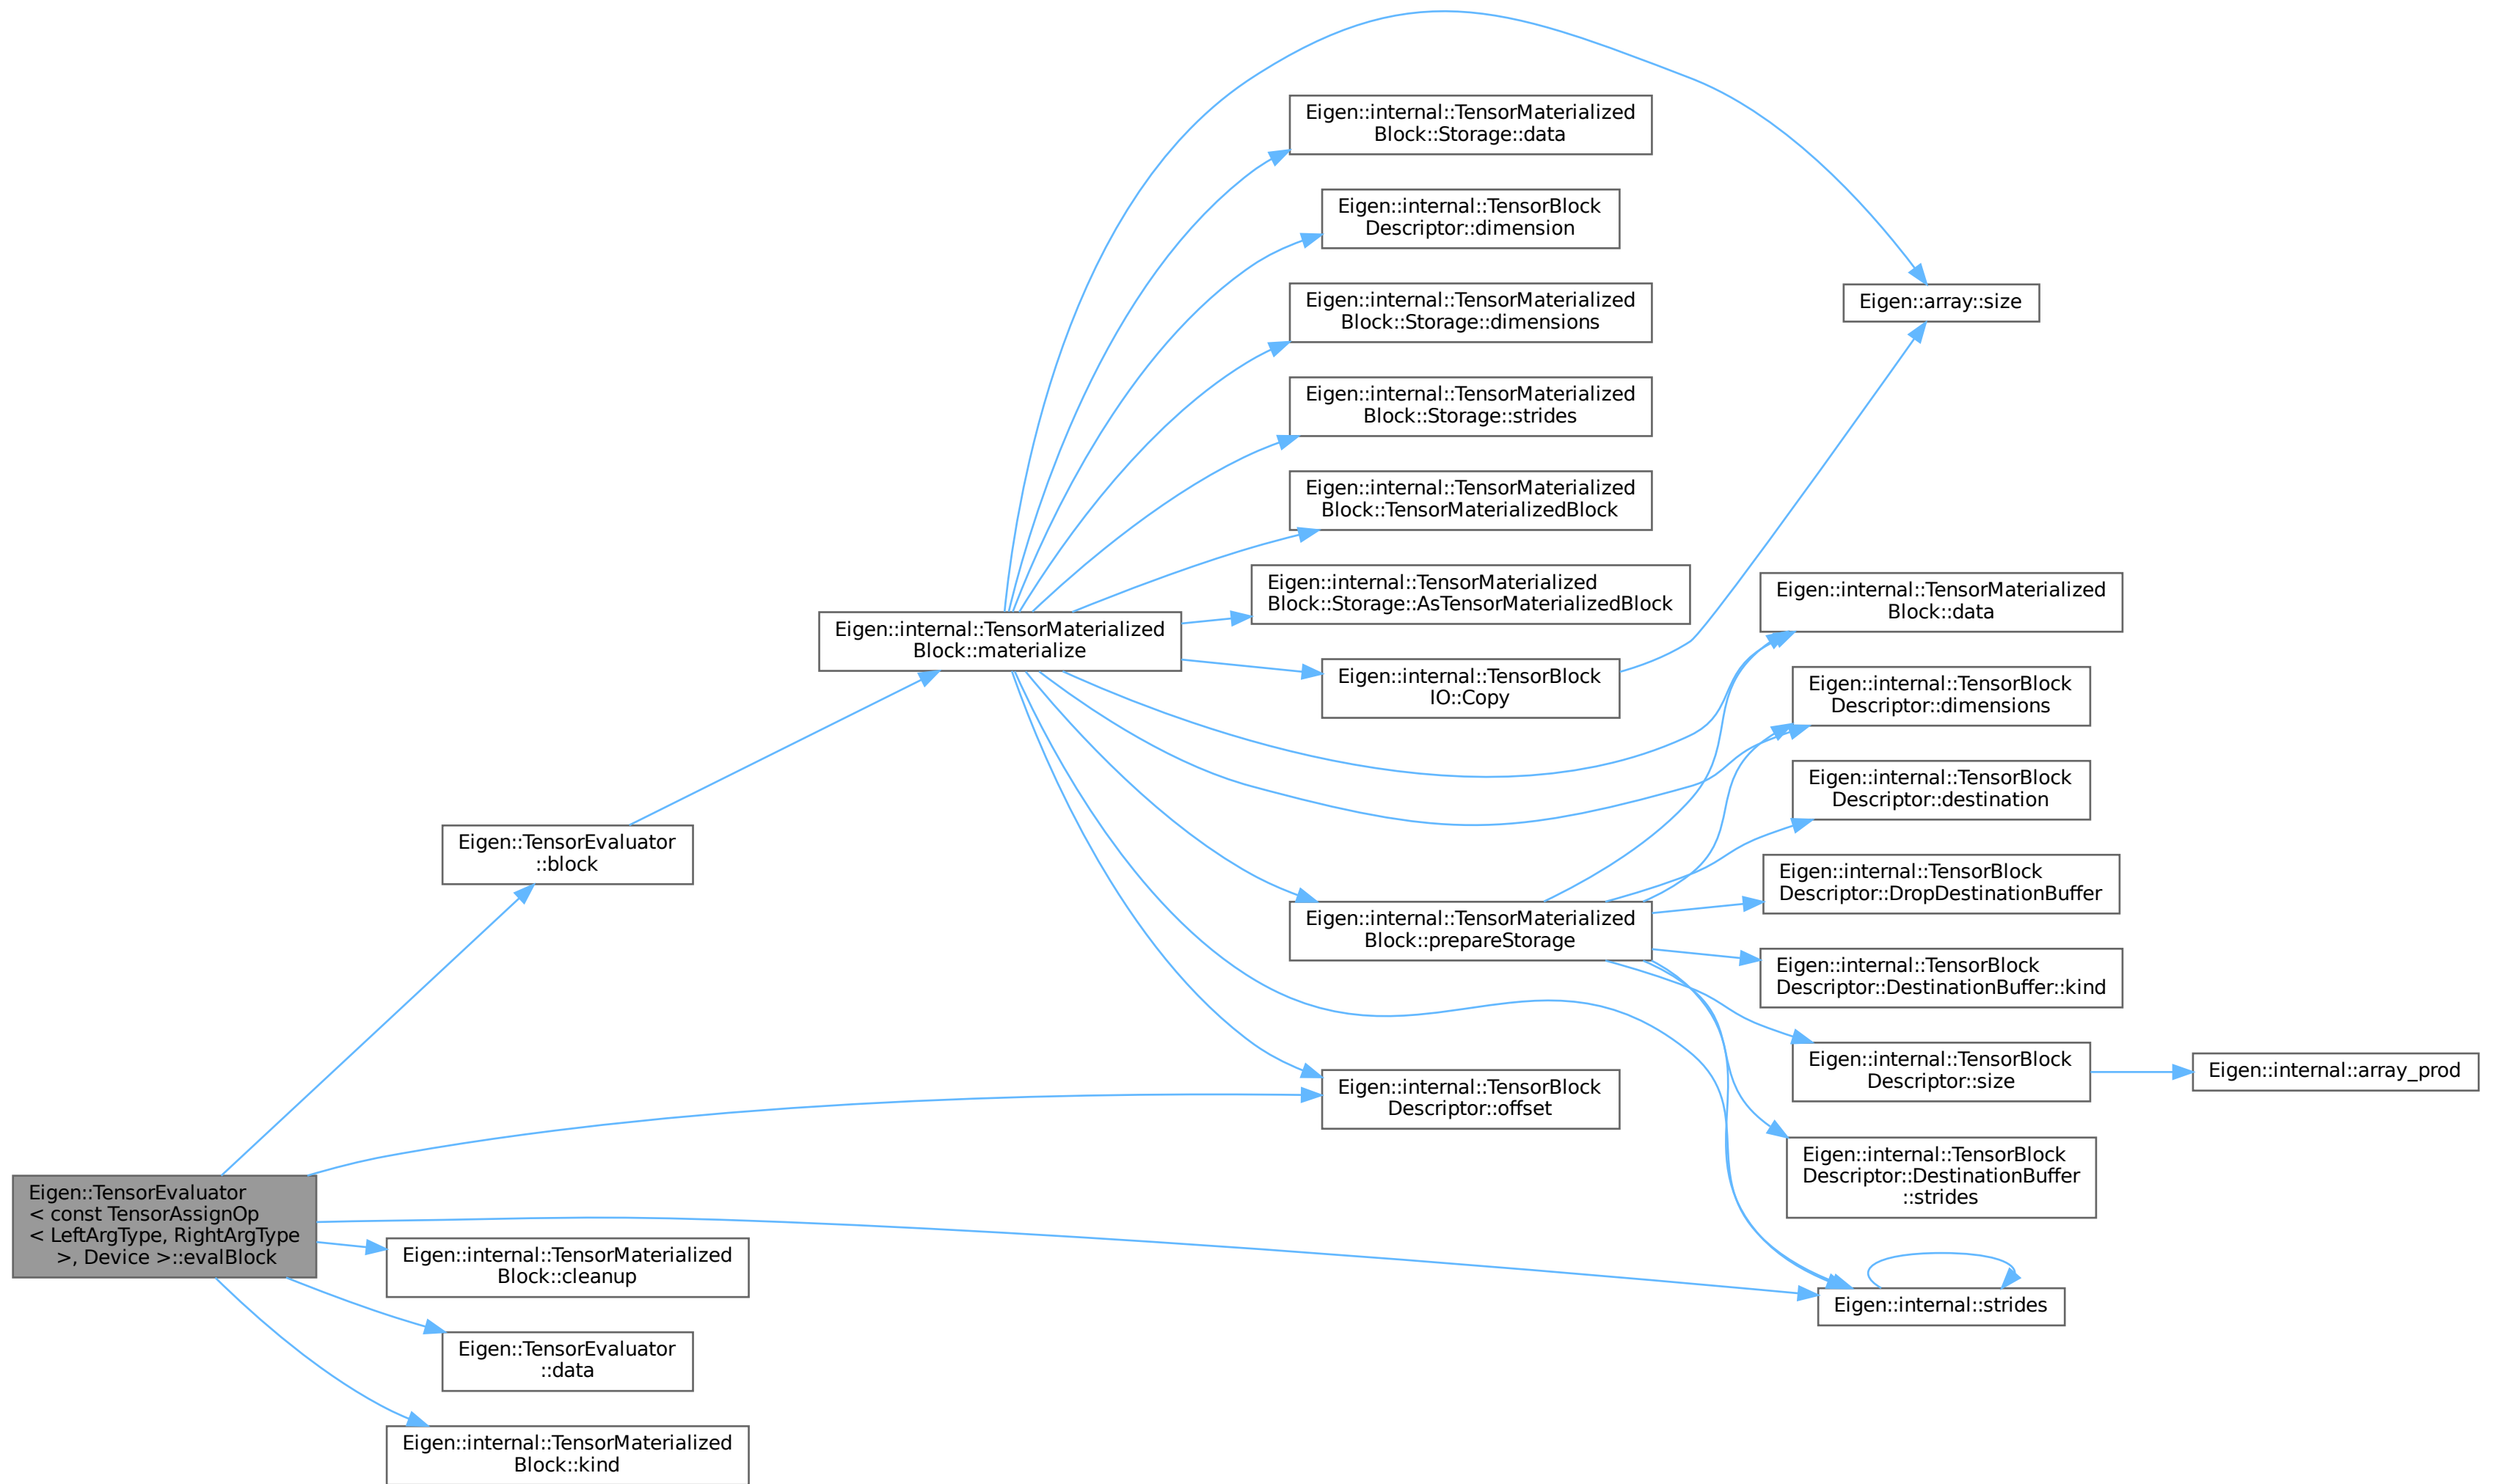 Eigen::TensorEvaluator
< const TensorAssignOp
< LeftArgType, RightArgType
>, Device >::evalBlock
Eigen::TensorEvaluator
::block
Eigen::internal::TensorMaterialized
Block::materialize
Eigen::internal::TensorMaterialized
Block::Storage::data
Eigen::internal::TensorBlock
Descriptor::dimension
Eigen::internal::TensorMaterialized
Block::Storage::dimensions
Eigen::internal::TensorMaterialized
Block::Storage::strides
Eigen::internal::TensorMaterialized
Block::TensorMaterializedBlock
Eigen::internal::TensorMaterialized
Block::Storage::AsTensorMaterializedBlock
Eigen::internal::TensorBlock
IO::Copy
Eigen::internal::TensorMaterialized
Block::prepareStorage
Eigen::internal::TensorBlock
Descriptor::offset
Eigen::array::size
Eigen::internal::TensorMaterialized
Block::data
Eigen::internal::TensorBlock
Descriptor::dimensions
Eigen::internal::TensorBlock
Descriptor::destination
Eigen::internal::TensorBlock
Descriptor::DropDestinationBuffer
Eigen::internal::TensorBlock
Descriptor::DestinationBuffer::kind
Eigen::internal::TensorBlock
Descriptor::size
Eigen::internal::array_prod
Eigen::internal::TensorBlock
Descriptor::DestinationBuffer
::strides
Eigen::internal::strides
Eigen::internal::TensorMaterialized
Block::cleanup
Eigen::TensorEvaluator
::data
Eigen::internal::TensorMaterialized
Block::kind